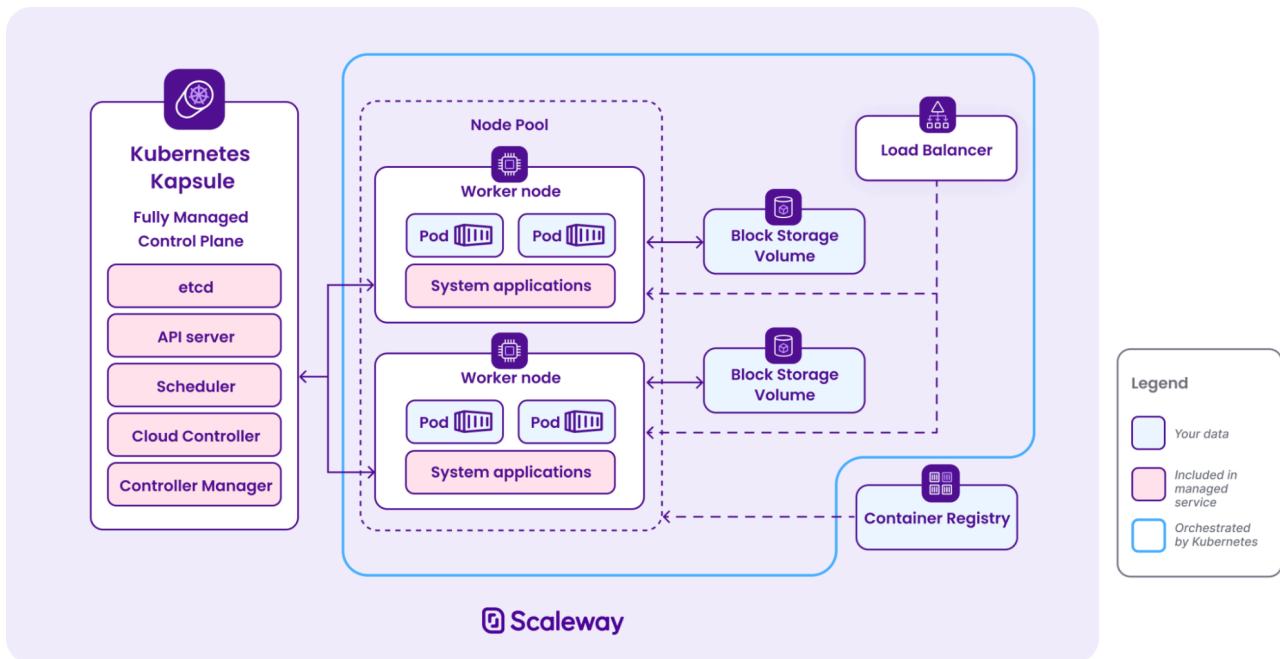 Kubernetes
Kapsule
Fully Managed
Control Plane
etcd
API server
Scheduler
Cloud Controller
Controller Manager
Node Pool
Worker node
Pod
Pod
System applications
Worker node
Pod
Pod
System applications
Block Storage
Volume
Block Storage
Volume
Load Balancer
Container Registry
Legend
Your data
Included in
managed
service
Orchestrated
by Kubernetes
Scaleway